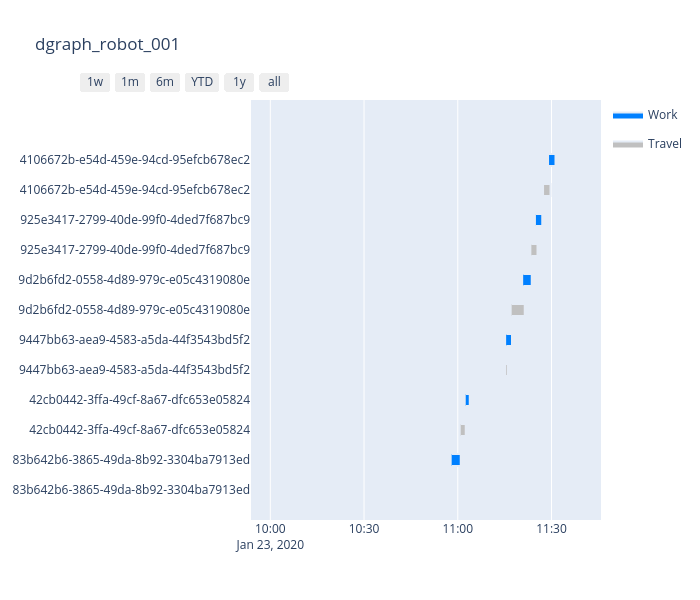 dgraph_robot_001
1w 1m 6m YTD 1y all
Work
Travel
4106672b-e54d-459e-94cd-95efcb678ec2
4106672b-e54d-459e-94cd-95efcb678ec2
925e3417-2799-40de-99f0-4ded7f687bc9
925e3417-2799-40de-99f0-4ded7f687bc9
9d2b6fd2-0558-4d89-979c-e05c4319080e
9d2b6fd2-0558-4d89-979c-e05c4319080e
9447bb63-aea9-4583-a5da-44f3543bd5f2
9447bb63-aea9-4583-a5da-44f3543bd5f2
42cb0442-3ffa-49cf-8a67-dfc653e05824
42cb0442-3ffa-49cf-8a67-dfc653e05824
83b642b6-3865-49da-8b92-3304ba7913ed
83b642b6-3865-49da-8b92-3304ba7913ed
10:00 10:30 11:00 11:30
Jan 23, 2020